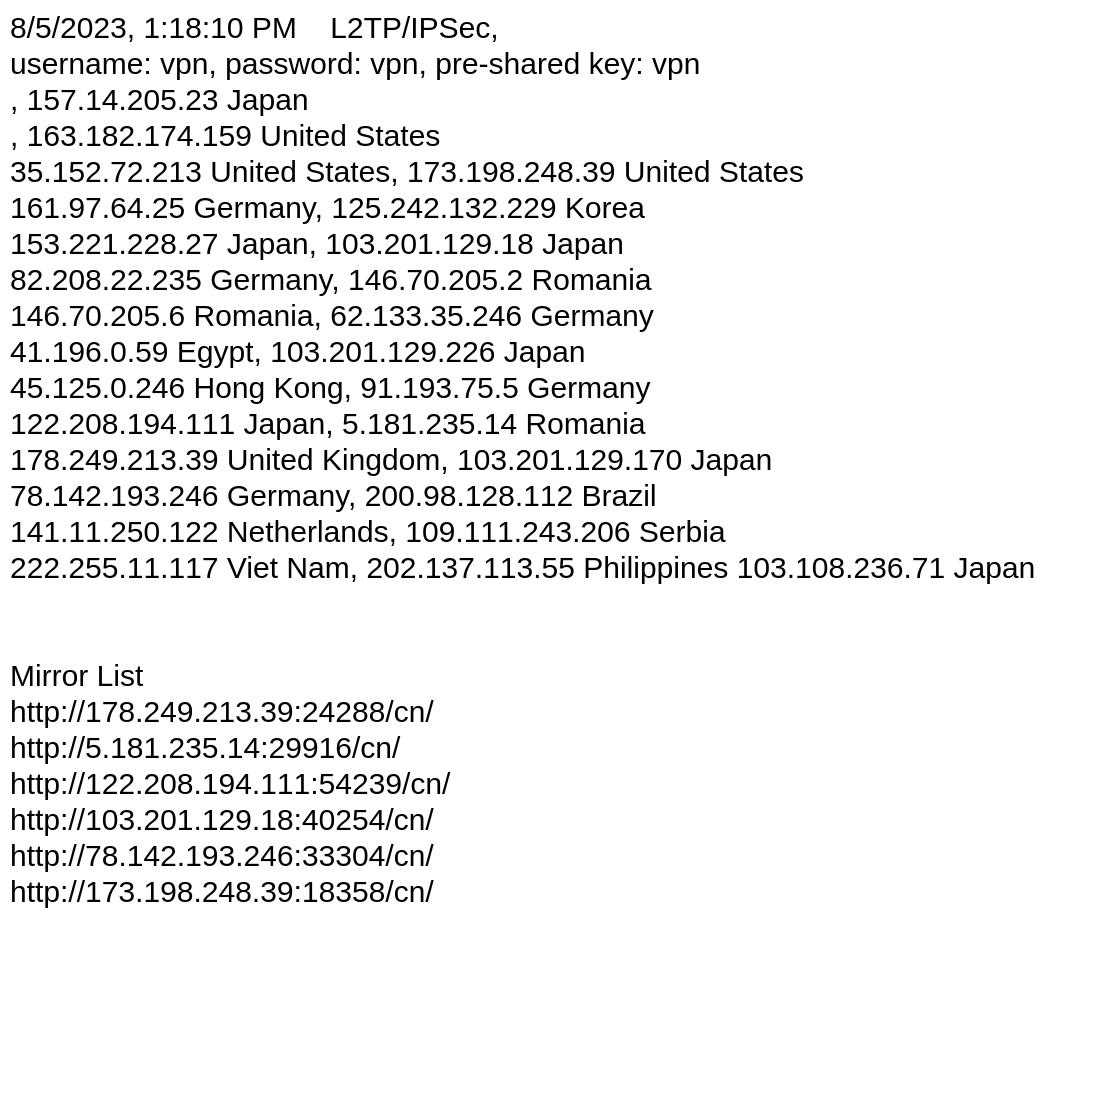 8/5/2023, 1:18:10 PM    L2TP/IPSec,
username: vpn, password: vpn, pre-shared key: vpn
, 157.14.205.23 Japan
, 163.182.174.159 United States
35.152.72.213 United States, 173.198.248.39 United States
161.97.64.25 Germany, 125.242.132.229 Korea
153.221.228.27 Japan, 103.201.129.18 Japan
82.208.22.235 Germany, 146.70.205.2 Romania
146.70.205.6 Romania, 62.133.35.246 Germany
41.196.0.59 Egypt, 103.201.129.226 Japan
45.125.0.246 Hong Kong, 91.193.75.5 Germany
122.208.194.111 Japan, 5.181.235.14 Romania
178.249.213.39 United Kingdom, 103.201.129.170 Japan
78.142.193.246 Germany, 200.98.128.112 Brazil
141.11.250.122 Netherlands, 109.111.243.206 Serbia
222.255.11.117 Viet Nam, 202.137.113.55 Philippines 103.108.236.71 Japan
Mirror List
http://178.249.213.39:24288/cn/
http://5.181.235.14:29916/cn/
http://122.208.194.111:54239/cn/
http://103.201.129.18:40254/cn/
http://78.142.193.246:33304/cn/
http://173.198.248.39:18358/cn/